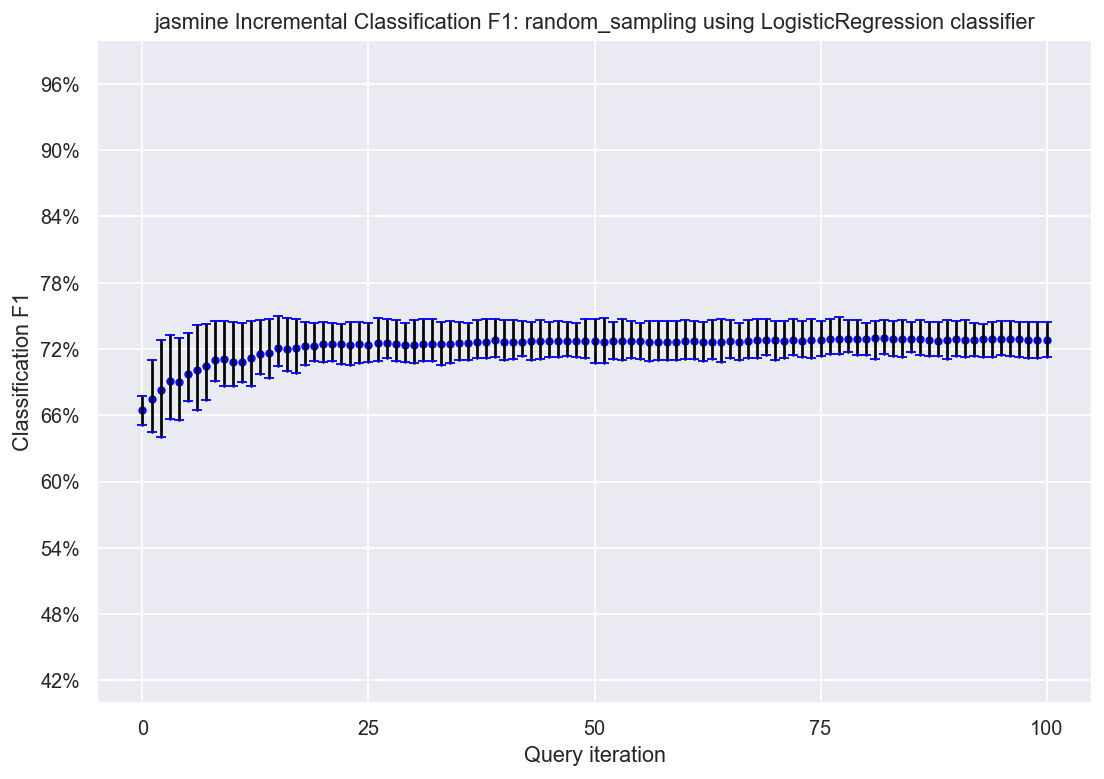 jasmine Incremental Classification F1: random_sampling using LogisticRegression classifier
96%
90%
84%
78%
72%
66%
60%
54%
48%
42%
Classification F1
0 25 50 75 100
Query iteration